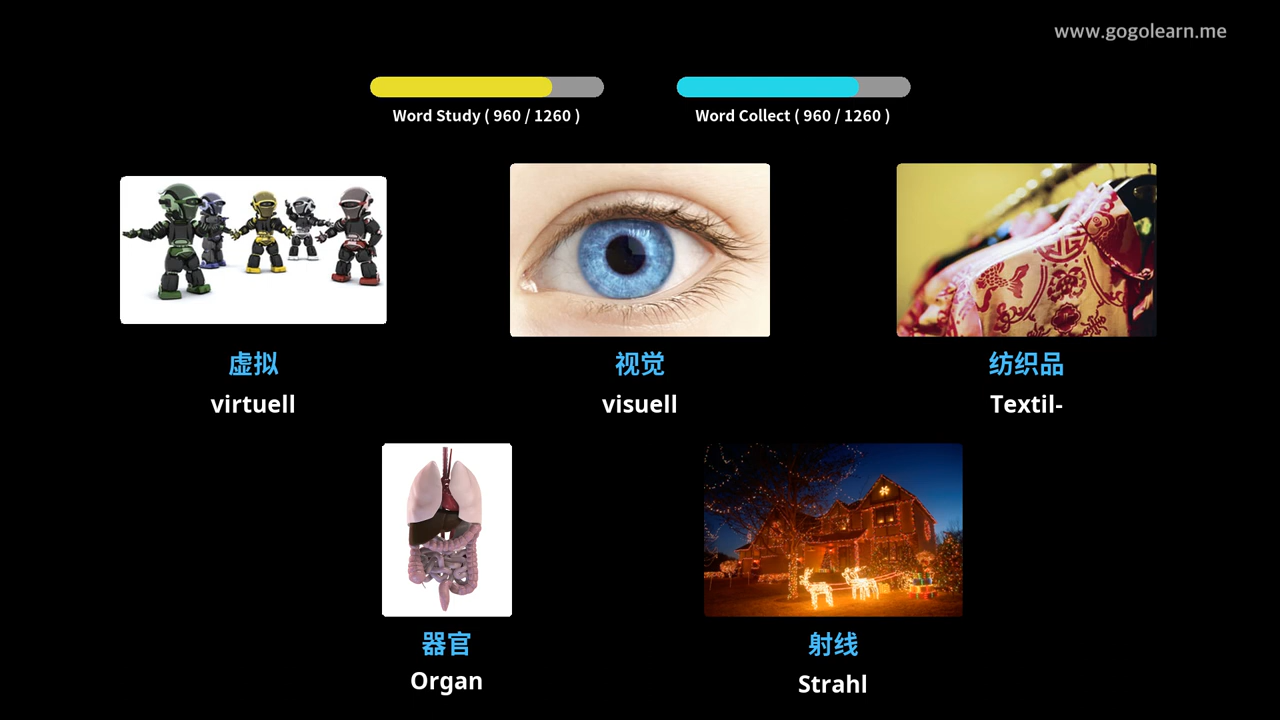 www.gogolearn.me
Word Study ( 960 / 1260 )
Word Collect ( 960 / 1260 )
虚拟
virtuell
视觉
visuell
纺织品
Textil-
器官
Organ
射线
Strahl